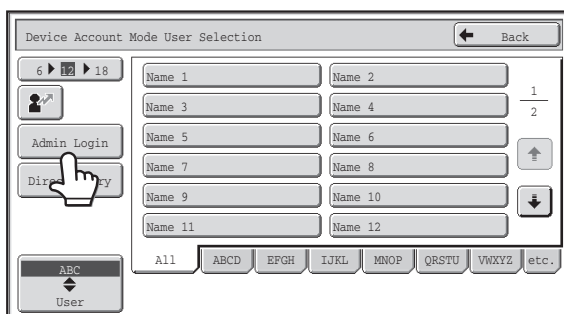 Device Account Mode User Selection
Back
6 12 18
Name 1 Name 2
Name 3 Name 4
Name 5 Name 6
Name 7 Name 8
Name 9 Name 10
Name 11 Name 12
1
2
Admin Login
ABC
User
All ABCD EFGH IJKL MNOP QRSTU VWXYZ etc.